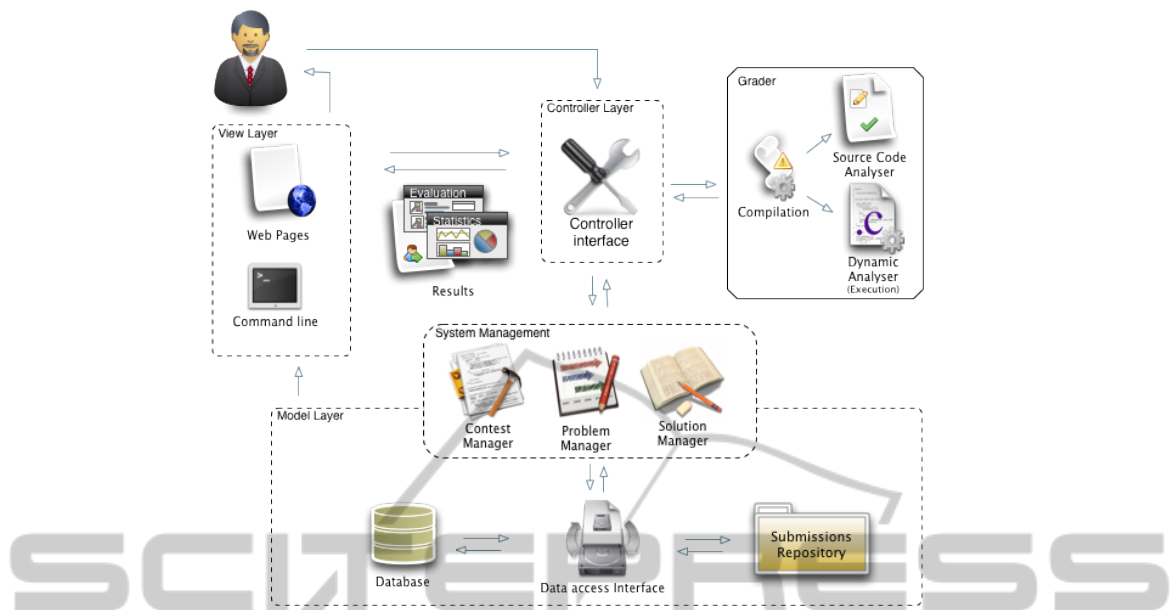 Grader
Controller Layer
View Layer
Source Code
Analyser
Evaluation
Statistics
Compilation
Controller
interface
Web Pages
.c
Dynamic
Analyser
(Execution)
Results
>_
Command line
System Management
Model Layer
Contest
Manager
Problem
Manager
Solution
Manager
Submissions
Repository
Database
Data access Interface
SCITEPRESS